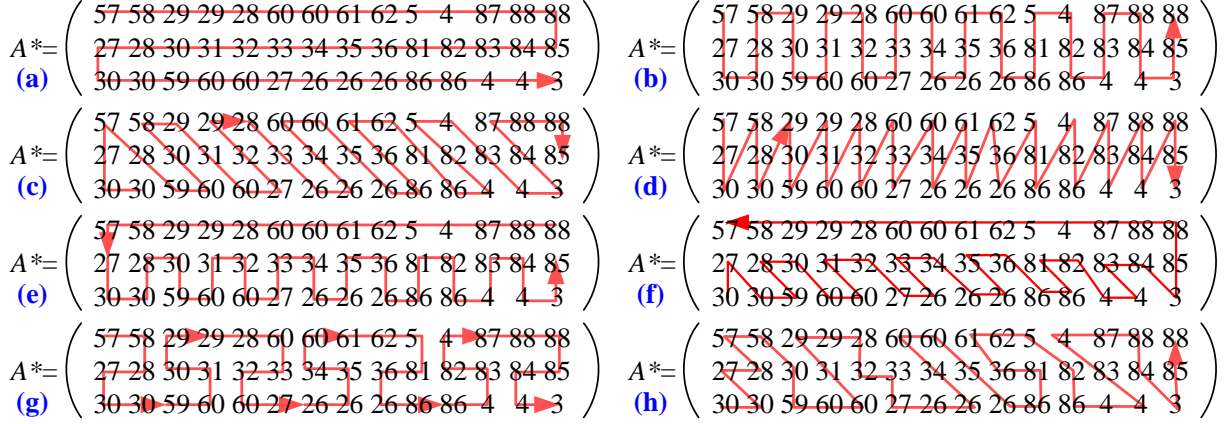 57 58 29 29 28 60 60 61 62 5 4 87 88 88
A*= 27 28 30 31 32 33 34 35 36 81 82 83 84 85
(a) 30 30 59 60 60 27 26 26 26 86 86 4 4 3
57 58 29 29 28 60 60 61 62 5 4 87 88 88
A*= 27 28 30 31 32 33 34 35 36 81 82 83 84 85
(b) 30 30 59 60 60 27 26 26 26 86 86 4 4 3
57 58 29 29 28 60 60 61 62 5 4 87 88 88
A*= 27 28 30 31 32 33 34 35 36 81 82 83 84 85
(c) 30 30 59 60 60 27 26 26 26 86 86 4 4 3
57 58 29 29 28 60 60 61 62 5 4 87 88 88
A*= 27 28 30 31 32 33 34 35 36 81 82 83 84 85
(d) 30 30 59 60 60 27 26 26 26 86 86 4 4 3
57 58 29 29 28 60 60 61 62 5 4 87 88 88
A*= 27 28 30 31 32 33 34 35 36 81 82 83 84 85
(e) 30 30 59 60 60 27 26 26 26 86 86 4 4 3
57 58 29 29 28 60 60 61 62 5 4 87 88 88
A*= 27 28 30 31 32 33 34 35 36 81 82 83 84 85
(f) 30 30 59 60 60 27 26 26 26 86 86 4 4 3
57 58 29 29 28 60 60 61 62 5 4 87 88 88
A*= 27 28 30 31 32 33 34 35 36 81 82 83 84 85
(g) 30 30 59 60 60 27 26 26 26 86 86 4 4 3
57 58 29 29 28 60 60 61 62 5 4 87 88 88
A*= 27 28 30 31 32 33 34 35 36 81 82 83 84 85
(h) 30 30 59 60 60 27 26 26 26 86 86 4 4 3